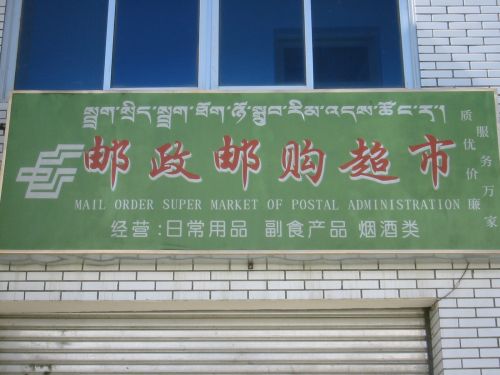 སྦྲག་སྲིད་སྦྲག་ཐོག་ཉོ་སྒྲུབ་རིམ་འདས་ཚོང་ར།
邮政邮购超市
MAIL ORDER SUPER MARKET OF POSTAL ADMINISTRATION
经营:日常用品 副食产品 烟酒类
质优价廉
服务万家